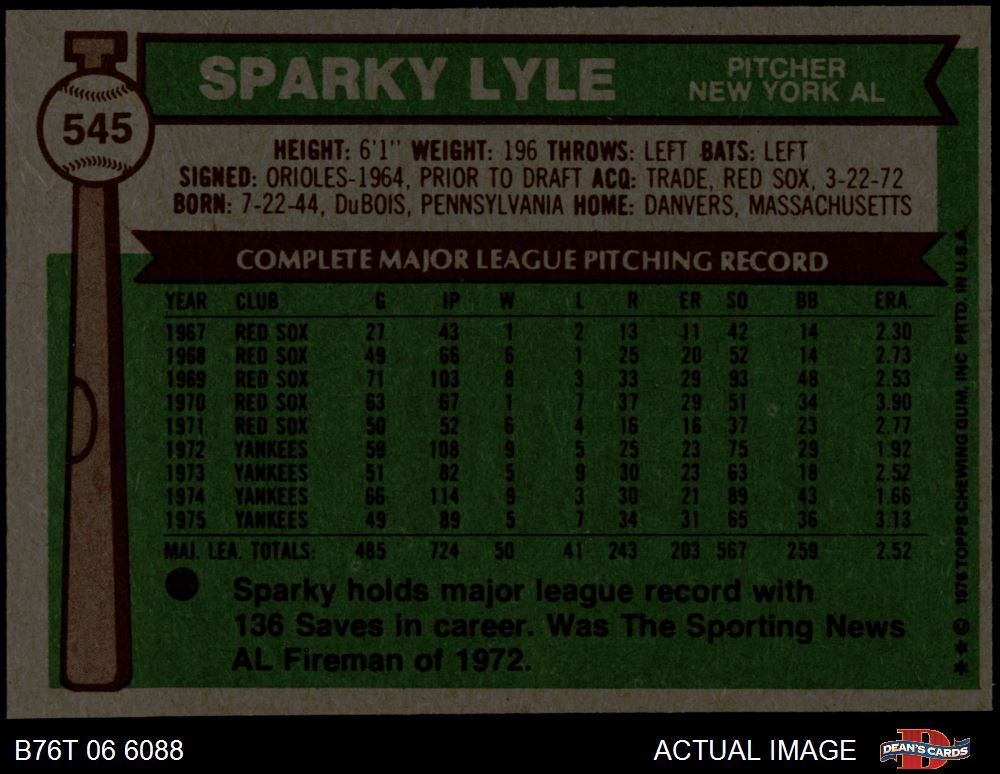 545
SPARKY LYLE
PITCHER
NEW YORK AL
HEIGHT: 6'1" WEIGHT: 196 THROWS: LEFT BATS: LEFT
SIGNED: ORIOLES-1964, PRIOR TO DRAFT ACQ: TRADE, RED SOX, 3-22-72
BORN: 7-22-44, DuBOIS, PENNSYLVANIA HOME: DANVERS, MASSACHUSETTS
COMPLETE MAJOR LEAGUE PITCHING RECORD
YEAR CLUB G IP W L R ER SO BB ERA.
1967 RED SOX 27 43 1 2 13 11 42 14 2.30
1968 RED SOX 49 66 6 1 25 20 52 14 2.73
1969 RED SOX 71 103 8 3 33 29 93 48 2.53
1970 RED SOX 63 67 1 7 37 29 51 34 3.90
1971 RED SOX 50 52 6 4 16 16 37 23 2.77
1972 YANKEES 59 108 9 5 25 23 75 29 1.92
1973 YANKEES 51 82 5 9 30 23 63 18 2.52
1974 YANKEES 66 114 9 3 30 21 89 43 1.66
1975 YANKEES 49 89 5 7 34 31 65 36 3.13
MAJ. LEA. TOTALS: 485 724 50 41 243 203 567 259 2.52
Sparky holds major league record with
136 Saves in career. Was The Sporting News
AL Fireman of 1972.
** © 1976 TOPPS CHEWING GUM, INC PRTD. IN U.S.A.
B76T 06 6088
ACTUAL IMAGE
DEAN'S CARDS